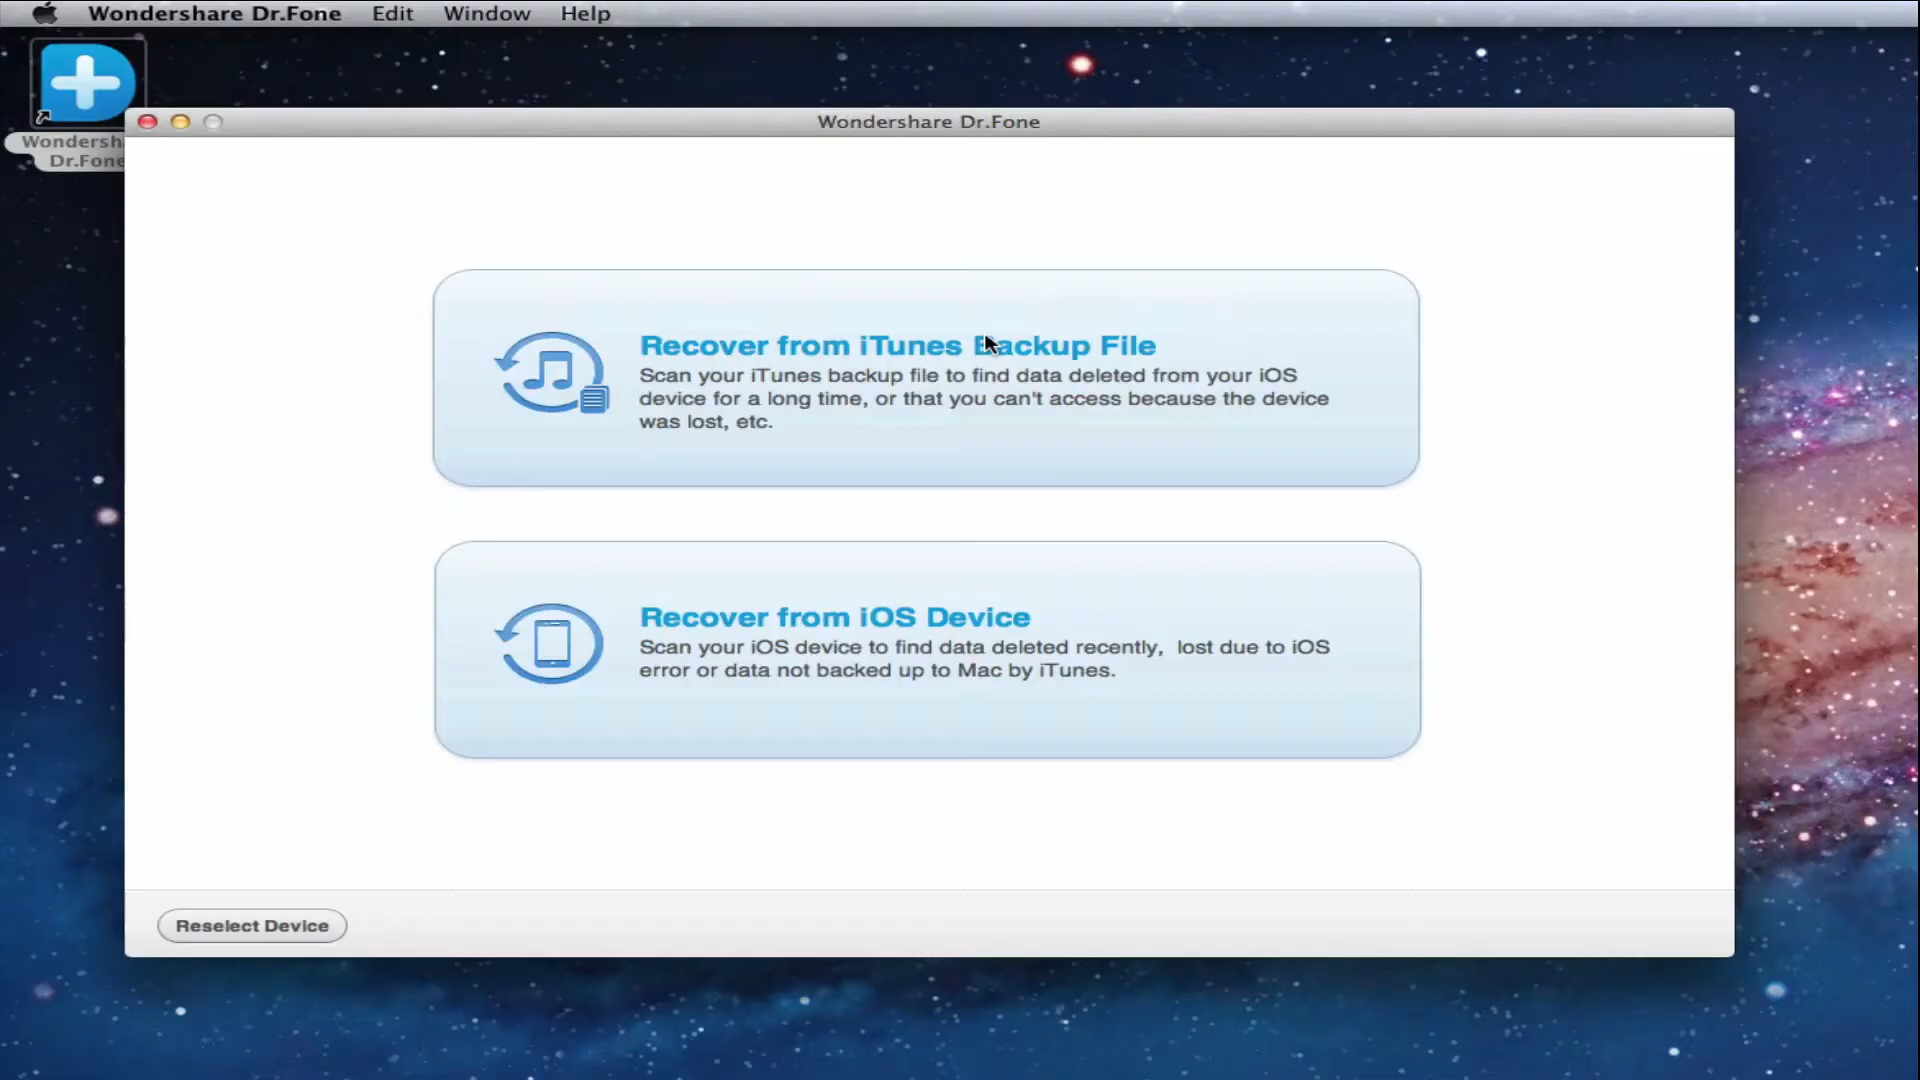 Wondershare Dr.Fone Edit Window Help
Wondersh
Dr.Fone
Wondershare Dr.Fone
Recover from iTunes Backup File
Scan your iTunes backup file to find data deleted from your iOS
device for a long time, or that you can't access because the device
was lost, etc.
Recover from iOS Device
Scan your iOS device to find data deleted recently, lost due to iOS
error or data not backed up to Mac by iTunes.
Reselect Device